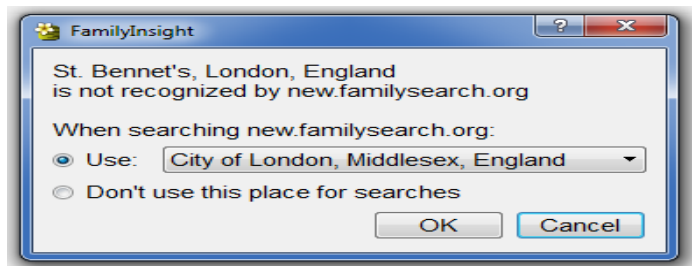 FamilyInsight
?
X
St. Bennet's, London, England
is not recognized by new.familysearch.org
When searching new.familysearch.org:
Use: City of London, Middlesex, England
Don't use this place for searches
OK Cancel